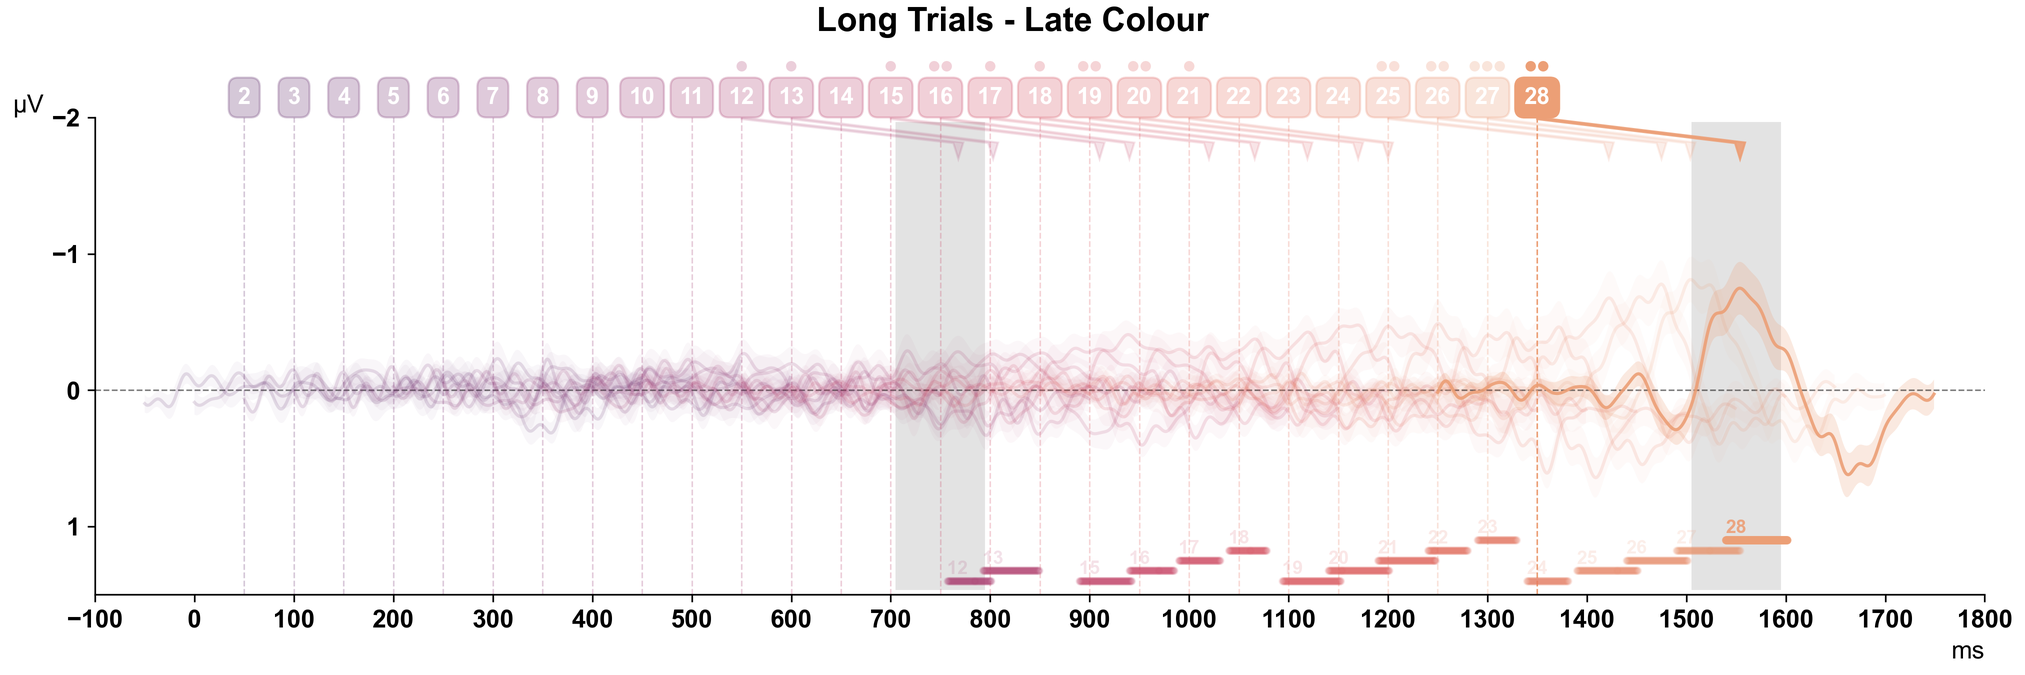 Long Trials - Late Colour
µV
2 3 4 5 6 7 8 9 10 11 12 13 14 15 16 17 18 19 20 21 22 23 24 25 26 27 28
−2
−1
0
1
23 28
18 22 27
17 21 26
13 16 20 25
12 15 19 24
−100 0 100 200 300 400 500 600 700 800 900 1000 1100 1200 1300 1400 1500 1600 1700 1800
ms